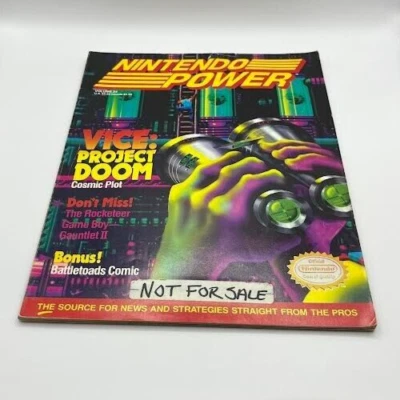 NINTENDO
POWER
VICE:
PROJECT
DOOM
Cosmic Plot
Don't Miss!
The Rocketeer
Game Boy
Gauntlet II
Bonus!
Battletoads Comic
Nintendo
NOT FOR SALE
THE SOURCE FOR NEWS AND STRATEGIES STRAIGHT FROM THE PROS